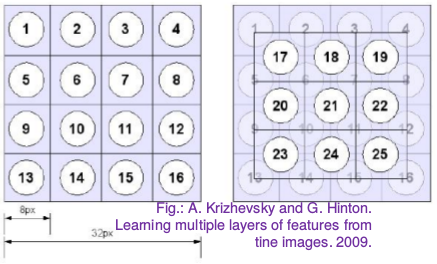 1 2 3 4
5 6 7 8
9 10 11 12
13 14 15 16
8px
32px
1 2 3 4
17 18 19
5 8
20 21 22
9 10 11 12
23 24 25
13 14 15 16
Fig.: A. Krizhevsky and G. Hinton.
Learning multiple layers of features from
tine images. 2009.